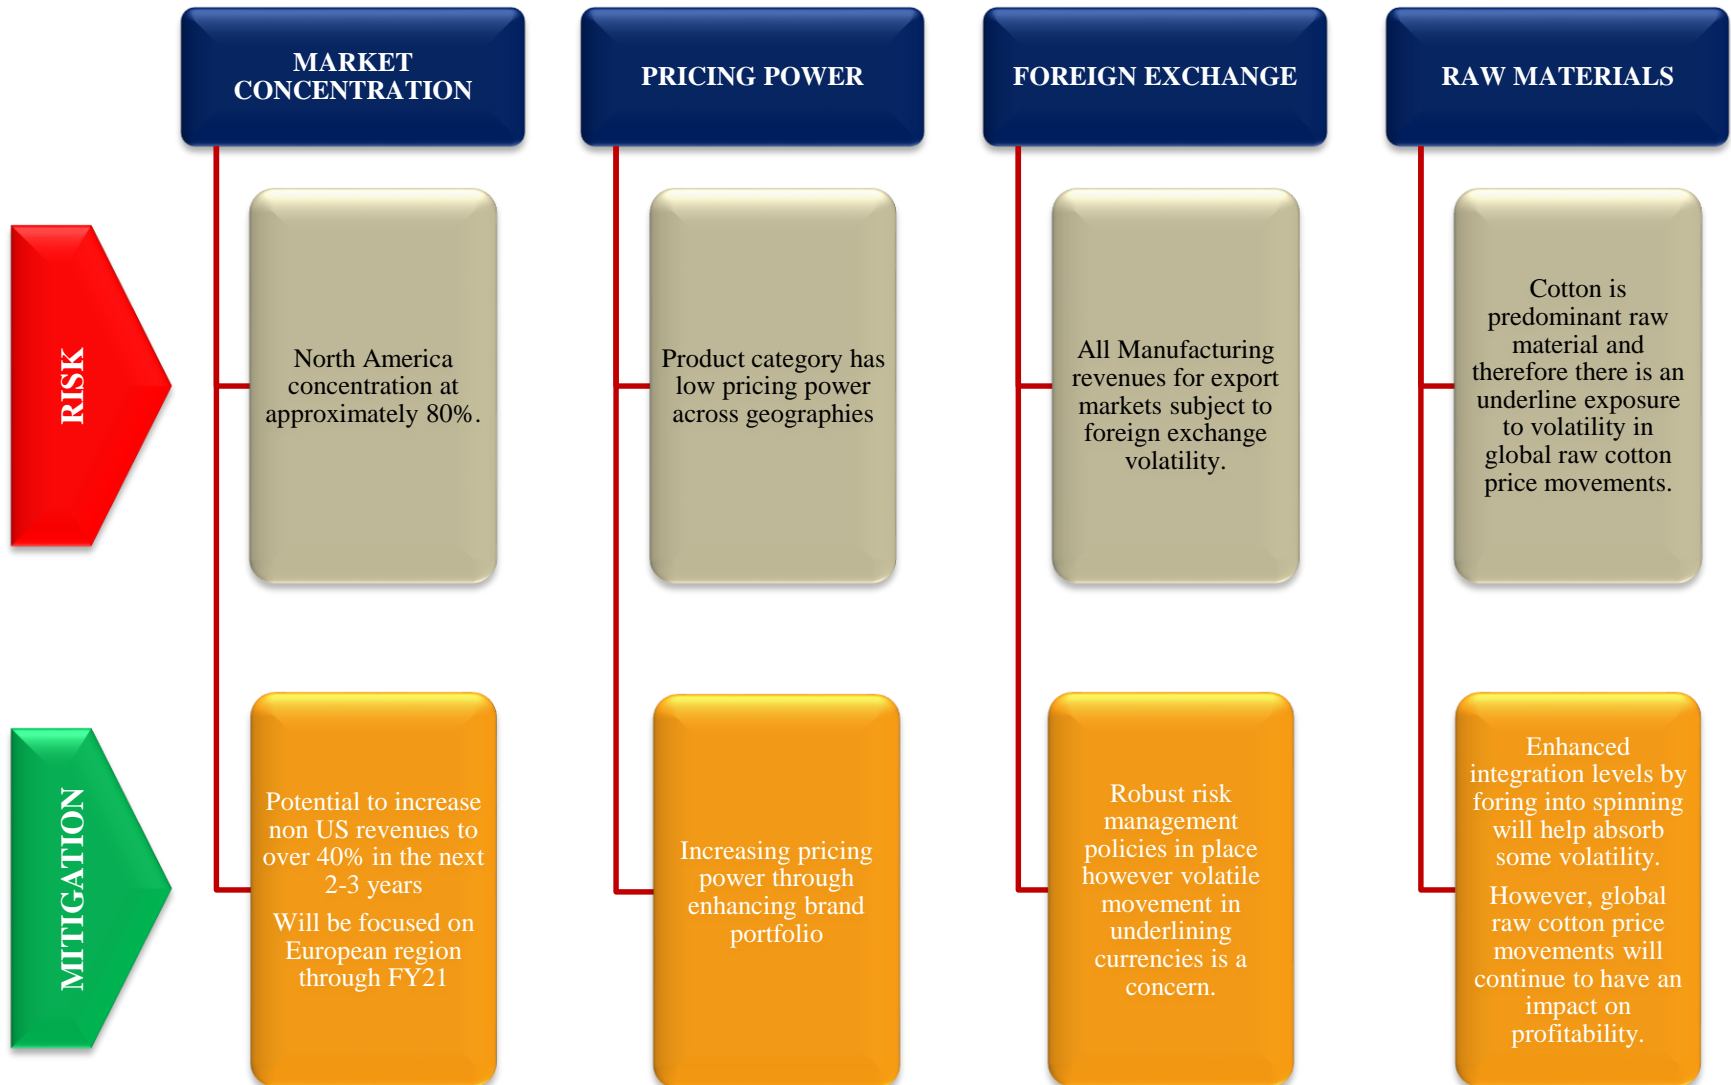 MARKET
CONCENTRATION
PRICING POWER
FOREIGN EXCHANGE
RAW MATERIALS
RISK
North America
concentration at
approximately 80%.
Product category has
low pricing power
across geographies
All Manufacturing
revenues for export
markets subject to
foreign exchange
volatility.
Cotton is
predominant raw
material and
therefore there is an
underline exposure
to volatility in
global raw cotton
price movements.
MITIGATION
Potential to increase
non US revenues to
over 40% in the next
2-3 years
Will be focused on
European region
through FY21
Increasing pricing
power through
enhancing brand
portfolio
Robust risk
management
policies in place
however volatile
movement in
underlining
currencies is a
concern.
Enhanced
integration levels by
foring into spinning
will help absorb
some volatility.
However, global
raw cotton price
movements will
continue to have an
impact on
profitability.